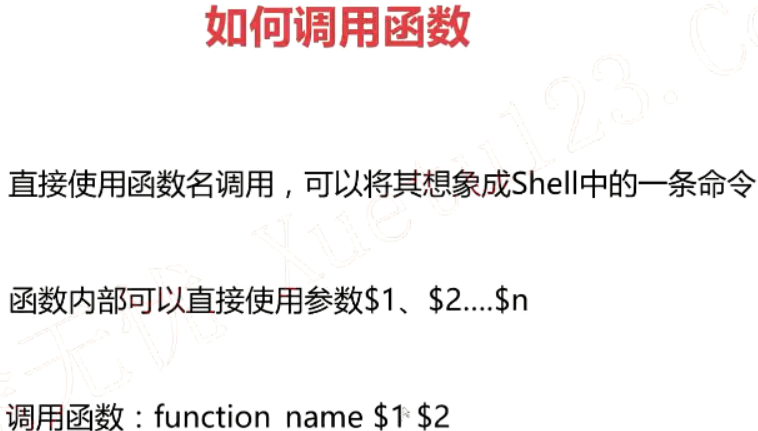 如何调用函数
直接使用函数名调用，可以将其想象成Shell中的一条命令
函数内部可以直接使用参数$1、$2....$n
调用函数：function name $1 $2